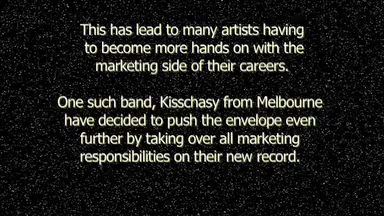 This has lead to many artists having
to become more hands on with the
marketing side of their careers.
One such band, Kisschasy from Melbourne
have decided to push the envelope even
further by taking over all marketing
responsibilities on their new record.